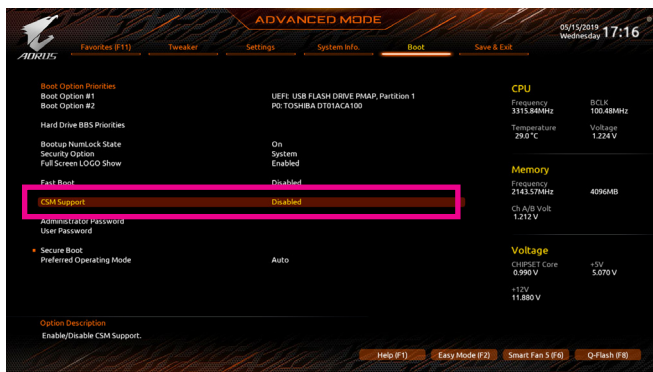 ADVANCED MODE
05/15/2019 Wednesday 17:16
AORUS
Favorites (F11) Tweaker Settings System Info. Boot Save & Exit
Boot Option Priorities
Boot Option #1 UEFI: USB FLASH DRIVE PMAP, Partition 1
Boot Option #2 P0: TOSHIBA DT01ACA100
Hard Drive BBS Priorities
Bootup NumLock State On
Security Option System
Full Screen LOGO Show Enabled
Fast Boot Disabled
CSM Support Disabled
Administrator Password
User Password
Secure Boot
Preferred Operating Mode Auto
CPU
Frequency BCLK
3315.84MHz 100.48MHz
Temperature Voltage
29.0 °C 1.224 V
Memory
Frequency
2143.57MHz 4096MB
Ch A/B Volt
1.212 V
Voltage
CHIPSET Core +5V
0.990 V 5.070 V
+12V
11.880 V
Option Description
Enable/Disable CSM Support.
Help (F1) Easy Mode (F2) Smart Fan 5 (F6) Q-Flash (F8)